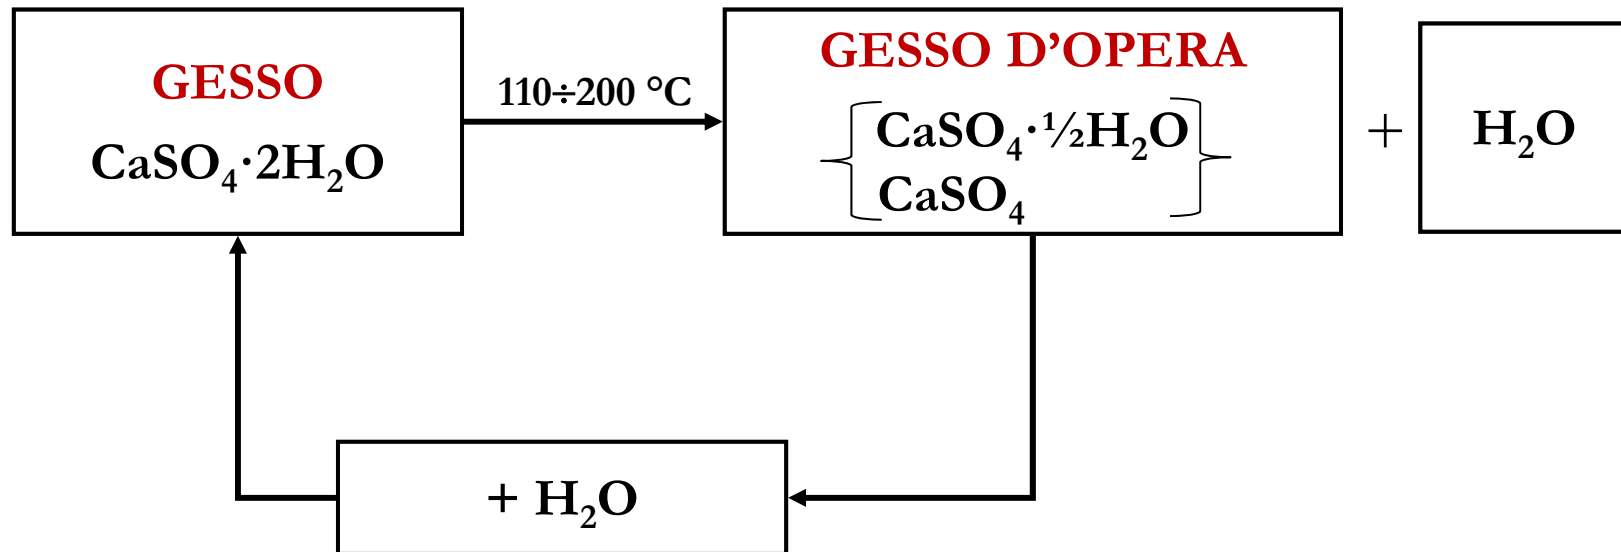 GESSO
CaSO₄·2H₂O
110÷200 °C
GESSO D’OPERA
CaSO₄·½H₂O
CaSO₄
+
H₂O
+ H₂O